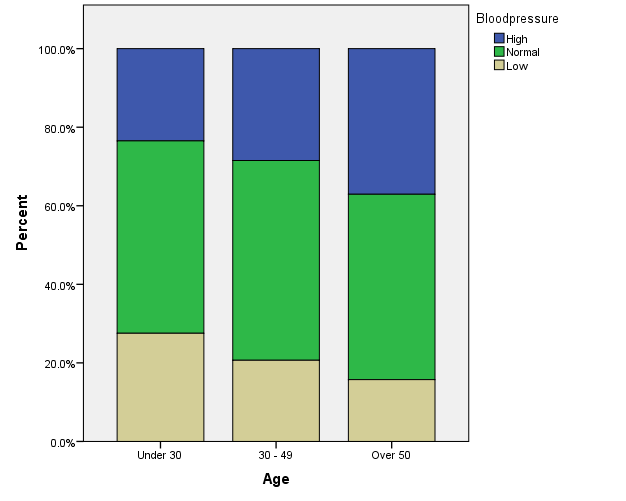 Bloodpressure
High
Normal
Low
100.0%
80.0%
60.0%
40.0%
20.0%
0.0%
Percent
Under 30
30 - 49
Over 50
Age